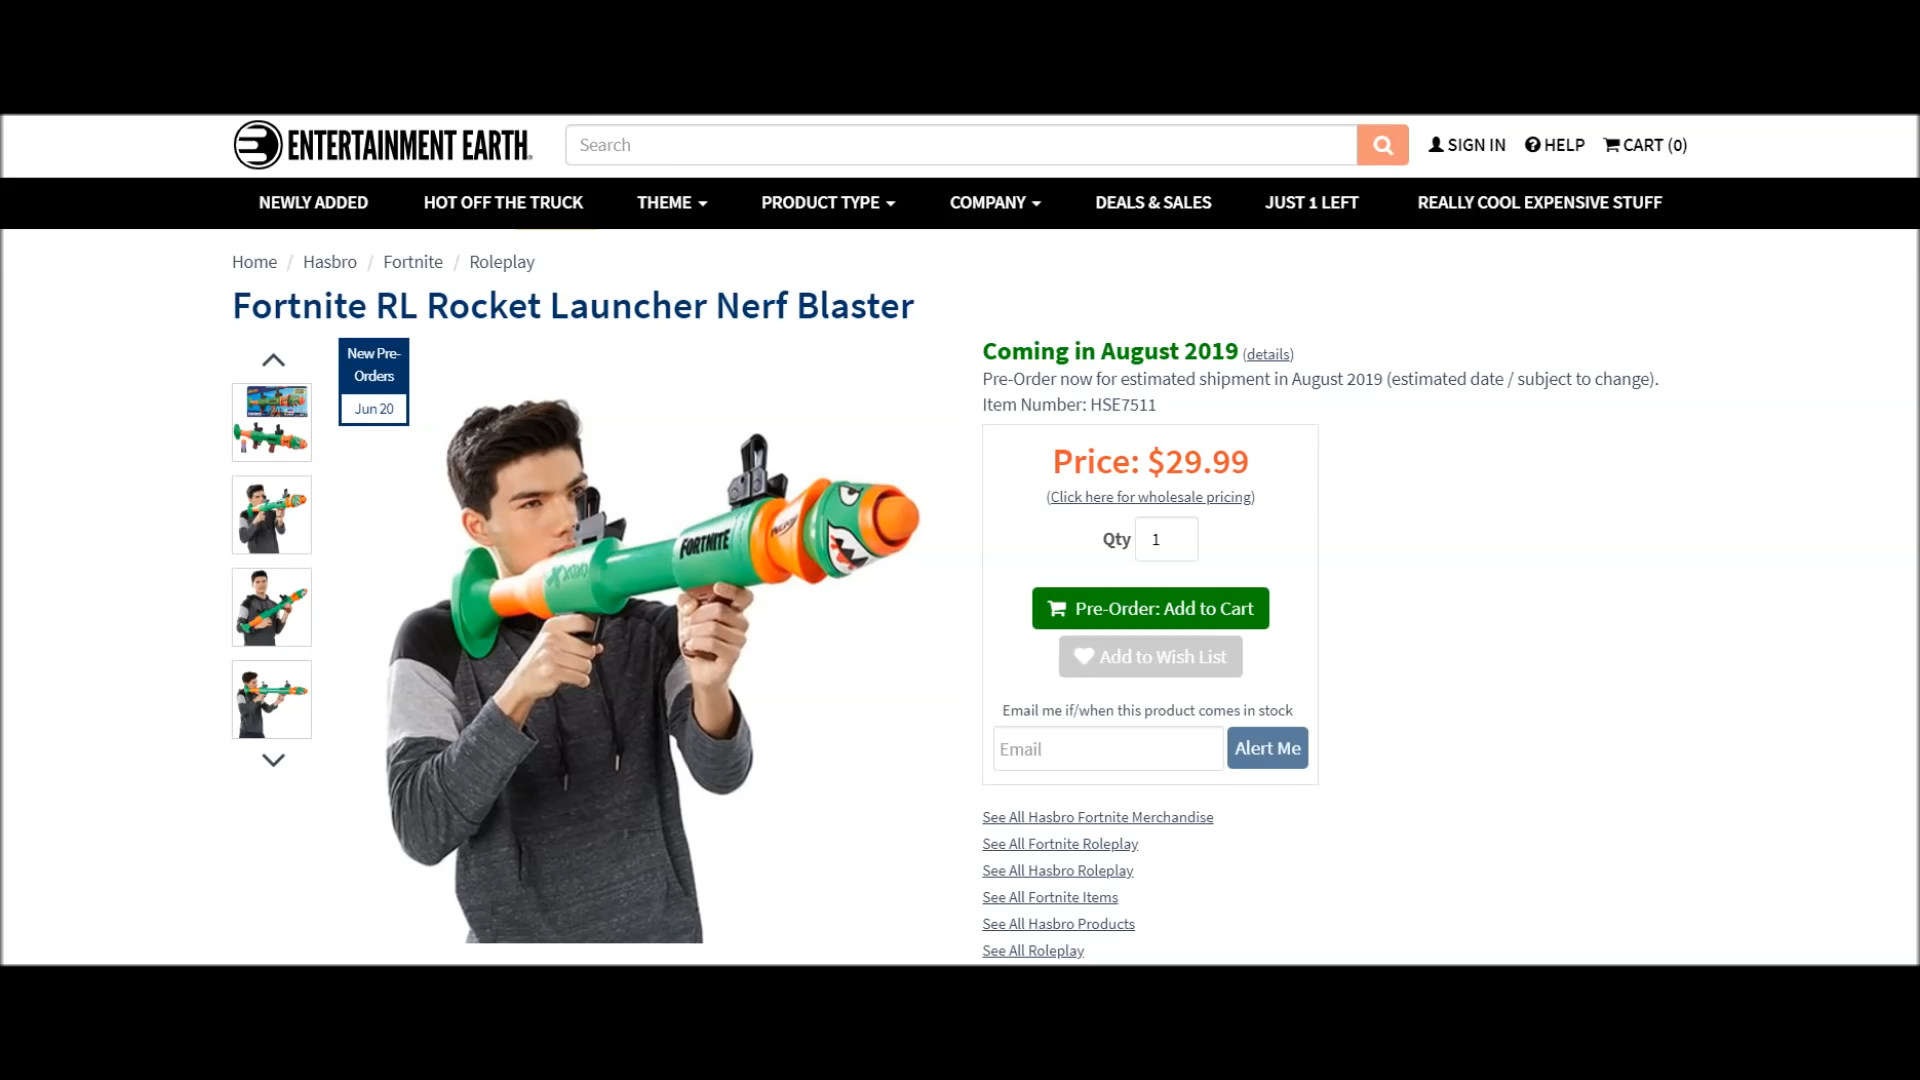 ENTERTAINMENT EARTH
Search
SIGN IN
HELP
CART (0)
NEWLY ADDED
HOT OFF THE TRUCK
THEME
PRODUCT TYPE
COMPANY
DEALS & SALES
JUST 1 LEFT
REALLY COOL EXPENSIVE STUFF
Home / Hasbro / Fortnite / Roleplay
Fortnite RL Rocket Launcher Nerf Blaster
New Pre-
Orders
Jun 20
FORTNITE
NERF
Coming in August 2019 (details)
Pre-Order now for estimated shipment in August 2019 (estimated date / subject to change).
Item Number: HSE7511
Price: $29.99
(Click here for wholesale pricing)
Qty 1
Pre-Order: Add to Cart
Add to Wish List
Email me if/when this product comes in stock
Email
Alert Me
See All Hasbro Fortnite Merchandise
See All Fortnite Roleplay
See All Hasbro Roleplay
See All Fortnite Items
See All Hasbro Products
See All Roleplay